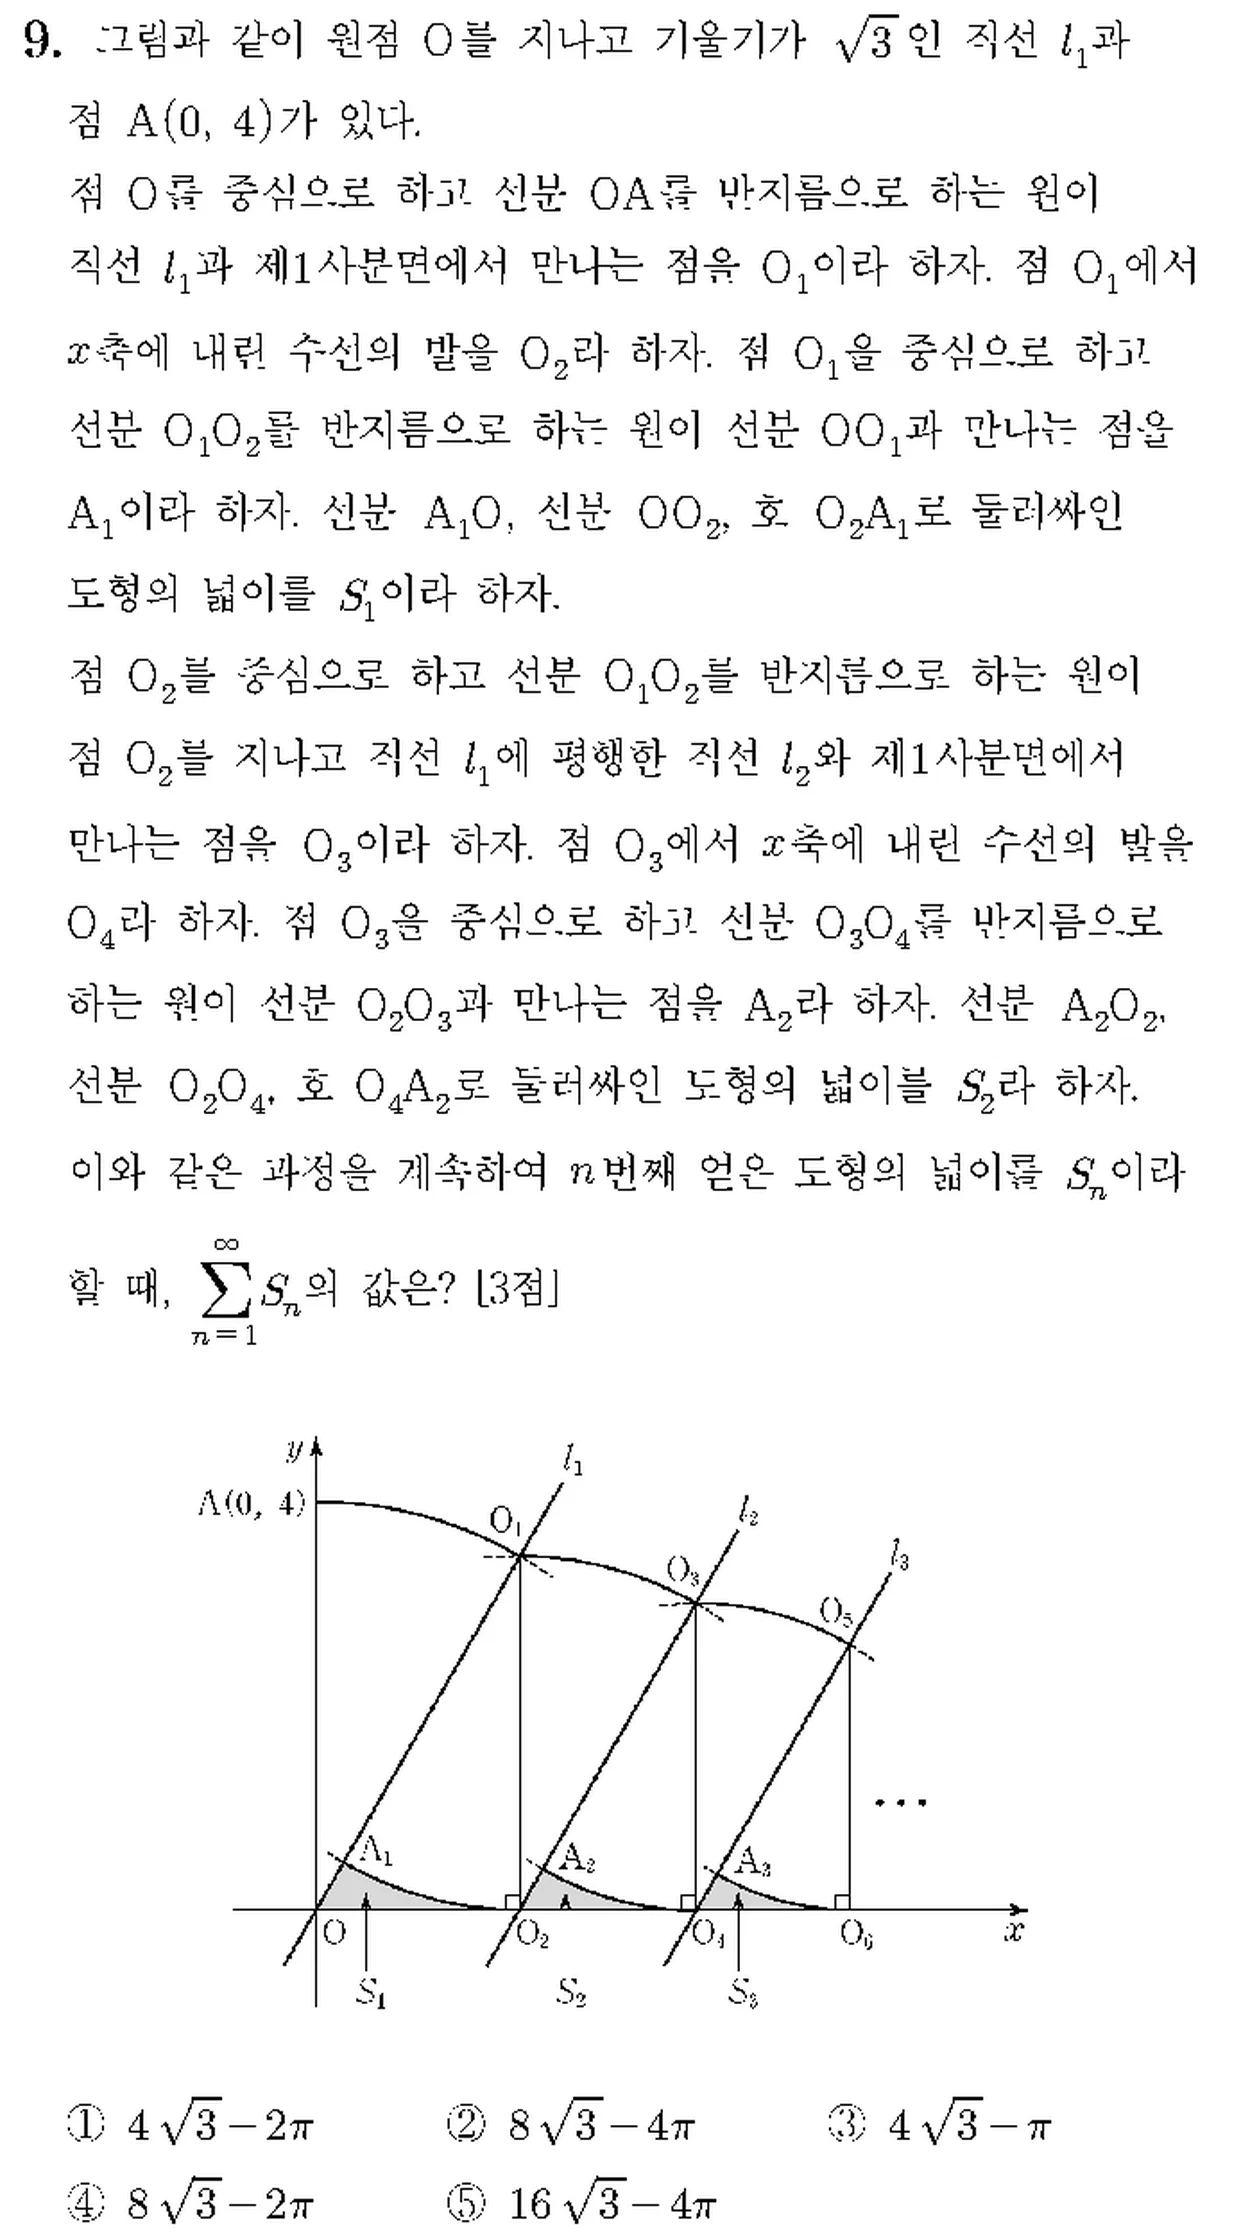 9. 그림과 같이 원점 O를 지나고 기울기가 √3 인 직선 l₁과
점 A(0, 4)가 있다.
점 O를 중심으로 하고 선분 OA를 반지름으로 하는 원이
직선 l₁과 제1사분면에서 만나는 점을 O₁이라 하자. 점 O₁에서
x축에 내린 수선의 발을 O₂라 하자. 점 O₁을 중심으로 하고
선분 O₁O₂를 반지름으로 하는 원이 선분 OO₁과 만나는 점을
A₁이라 하자. 선분 A₁O, 선분 OO₂, 호 O₂A₁로 둘러싸인
도형의 넓이를 S₁이라 하자.
점 O₂를 중심으로 하고 선분 O₁O₂를 반지름으로 하는 원이
점 O₂를 지나고 직선 l₁에 평행한 직선 l₂와 제1사분면에서
만나는 점을 O₃이라 하자. 점 O₃에서 x축에 내린 수선의 발을
O₄라 하자. 점 O₃을 중심으로 하고 선분 O₃O₄를 반지름으로
하는 원이 선분 O₂O₃과 만나는 점을 A₂라 하자. 선분 A₂O₂,
선분 O₂O₄, 호 O₄A₂로 둘러싸인 도형의 넓이를 S₂라 하자.
이와 같은 과정을 계속하여 n번째 얻은 도형의 넓이를 Sₙ이라
할 때, ∑_{n=1}^{∞} Sₙ의 값은? [3점]
y
l₁
A(0, 4)
O₁
l₂
O₃
l₃
O₅
A₁
A₂
A₃
...
O
O₂
O₄
O₆
x
S₁
S₂
S₃
① 4√3 − 2π
② 8√3 − 4π
③ 4√3 − π
④ 8√3 − 2π
⑤ 16√3 − 4π